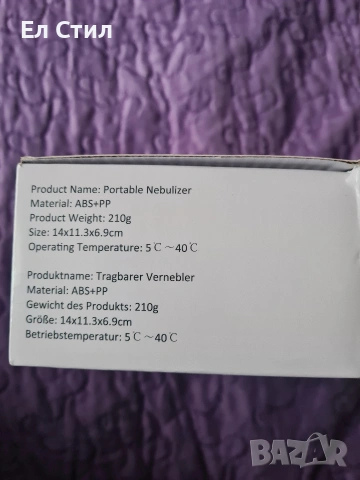 Ел Стил
Product Name: Portable Nebulizer
Material: ABS+PP
Product Weight: 210g
Size: 14x11.3x6.9cm
Operating Temperature: 5℃～40℃
Produktname: Tragbarer Vernebler
Material: ABS+PP
Gewicht des Produkts: 210g
Größe: 14x11.3x6.9cm
Betriebstemperatur: 5℃～40℃
BAZAR